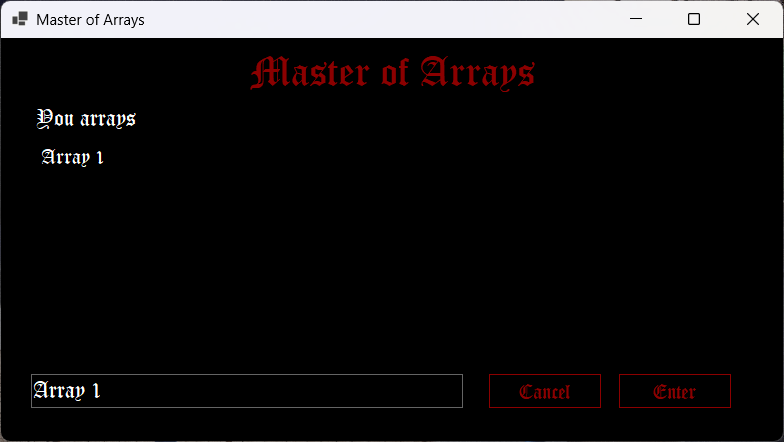 Master of Arrays
Master of Arrays
You arrays
Array 1
Array 1
Cancel
Enter